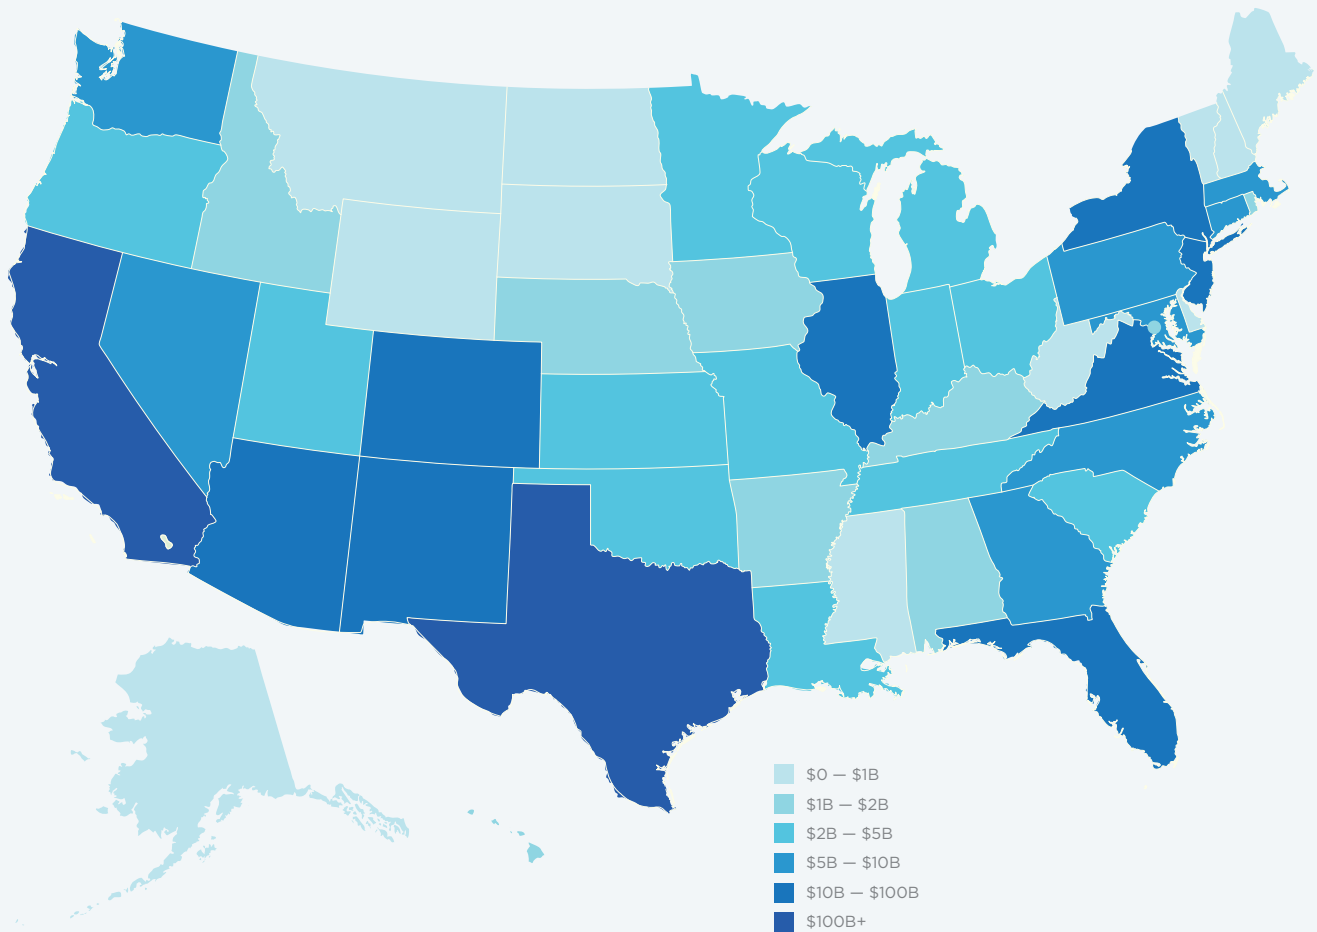 $0 — $1B
$1B — $2B
$2B — $5B
$5B — $10B
$10B — $100B
$100B+